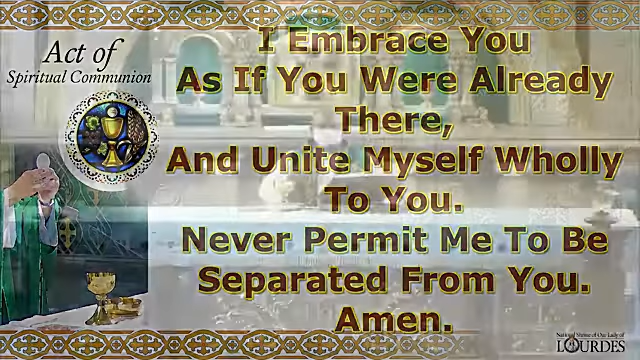 Act of
Spiritual Communion
I Embrace You
As If You Were Already
There,
And Unite Myself Wholly
To You.
Never Permit Me To Be
Separated From You.
Amen.
National Shrine of Our Lady of
LOURDES